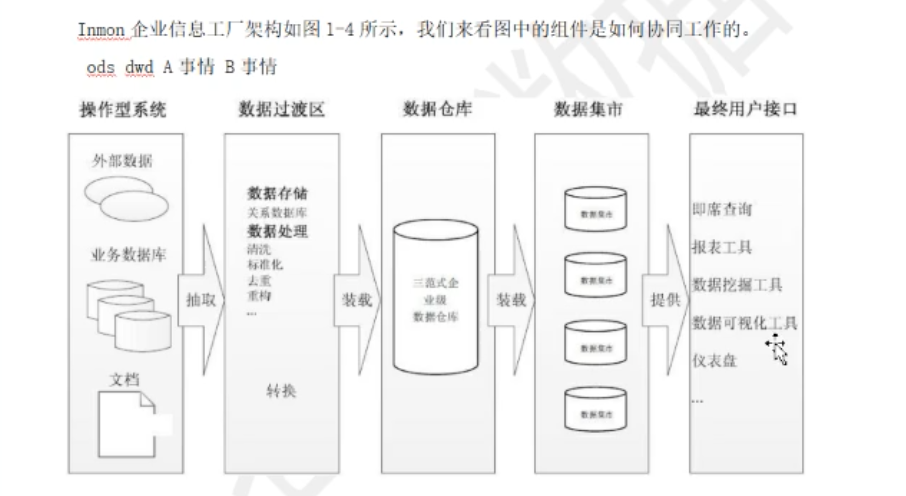 Inmon 企业信息工厂架构如图 1-4 所示，我们来看图中的组件是如何协同工作的。
ods dwd A 事情 B 事情
操作型系统
数据过渡区
数据仓库
数据集市
最终用户接口
外部数据
业务数据库
文档
抽取
数据存储
关系数据库
数据处理
清洗
标准化
去重
重构
...
转换
装载
三范式企
业级
数据仓库
装载
数据集市
数据集市
数据集市
数据集市
提供
即席查询
报表工具
数据挖掘工具
数据可视化工具
仪表盘
...